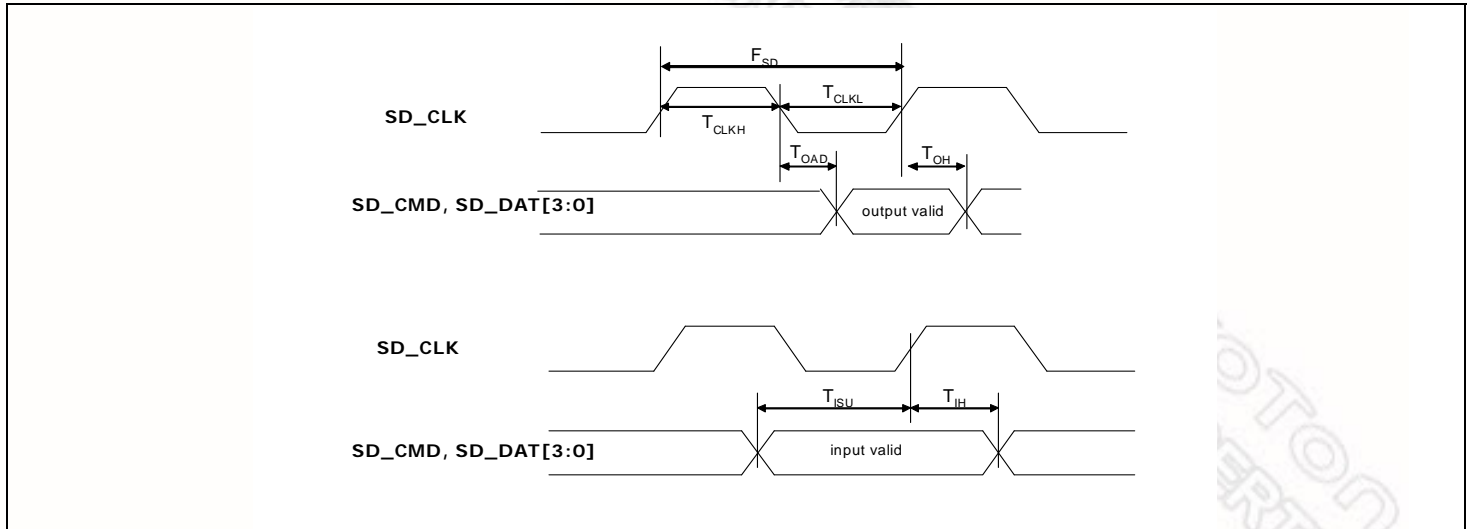 F_SD
SD_CLK
T_CLKL
T_CLKH
T_OAD
T_OH
SD_CMD, SD_DAT[3:0]
output valid
SD_CLK
T_ISU
T_IH
SD_CMD, SD_DAT[3:0]
input valid